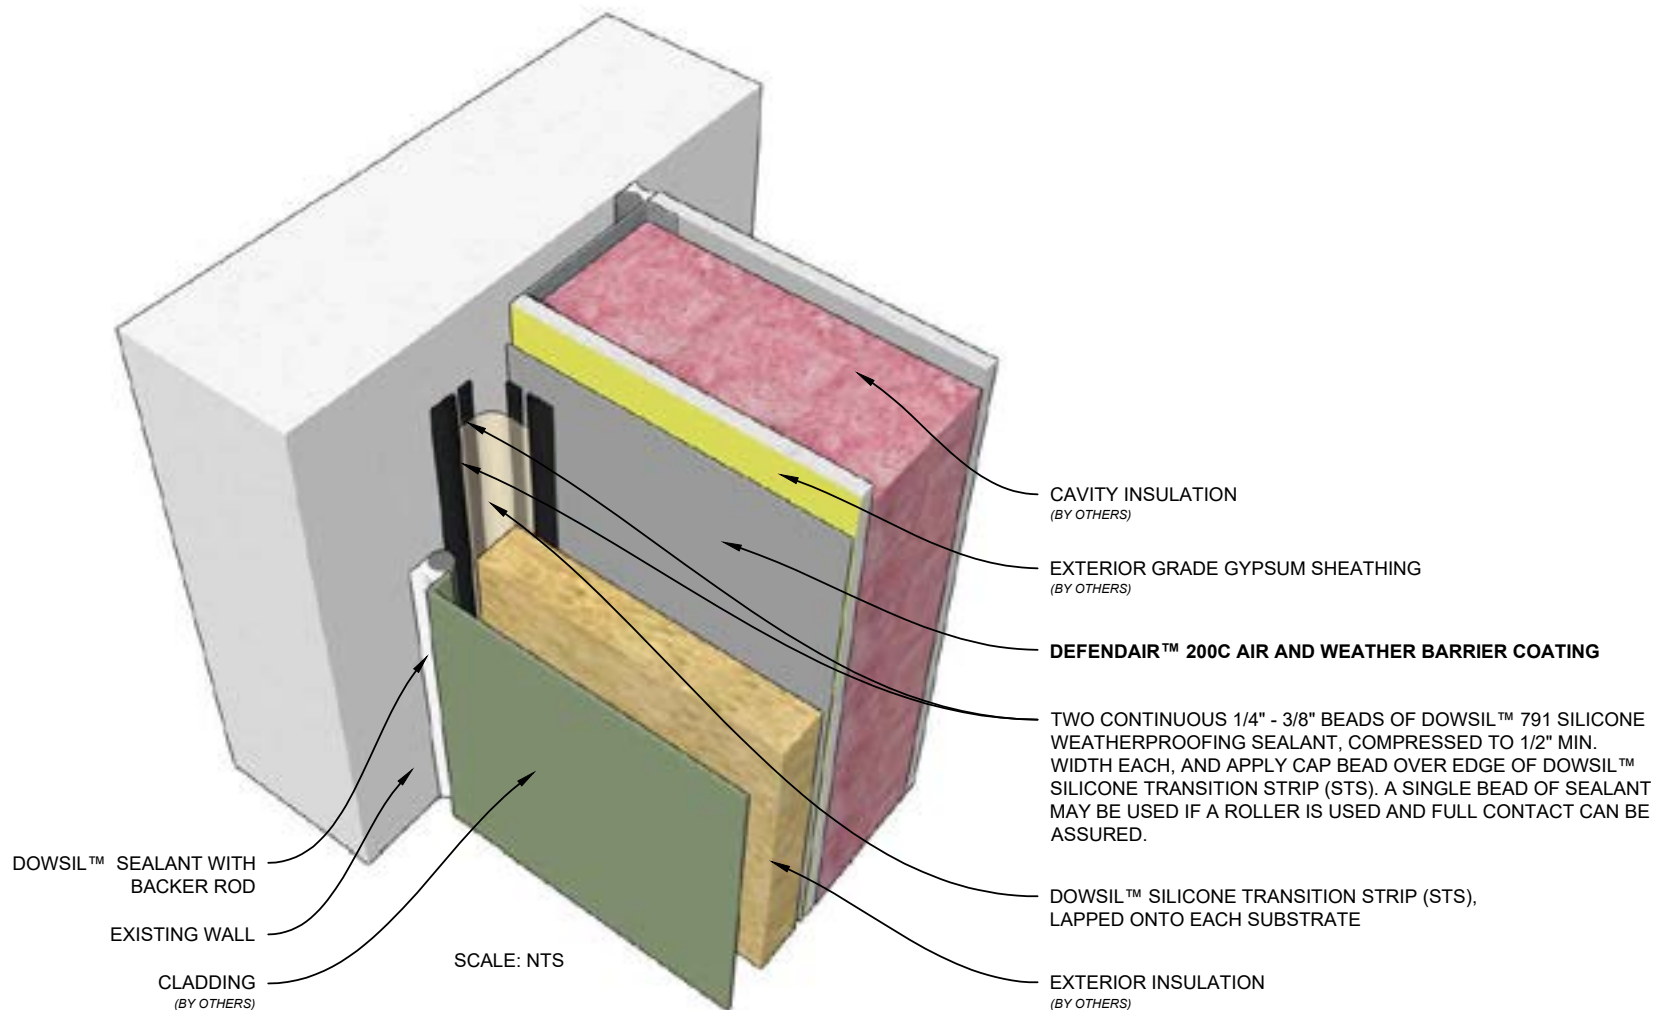 CAVITY INSULATION
(BY OTHERS)
EXTERIOR GRADE GYPSUM SHEATHING
(BY OTHERS)
DEFENDAIR™ 200C AIR AND WEATHER BARRIER COATING
TWO CONTINUOUS 1/4" - 3/8" BEADS OF DOWSIL™ 791 SILICONE
WEATHERPROOFING SEALANT, COMPRESSED TO 1/2" MIN.
WIDTH EACH, AND APPLY CAP BEAD OVER EDGE OF DOWSIL™
SILICONE TRANSITION STRIP (STS). A SINGLE BEAD OF SEALANT
MAY BE USED IF A ROLLER IS USED AND FULL CONTACT CAN BE
ASSURED.
DOWSIL™ SILICONE TRANSITION STRIP (STS),
LAPPED ONTO EACH SUBSTRATE
EXTERIOR INSULATION
(BY OTHERS)
DOWSIL™ SEALANT WITH
BACKER ROD
EXISTING WALL
CLADDING
(BY OTHERS)
SCALE: NTS